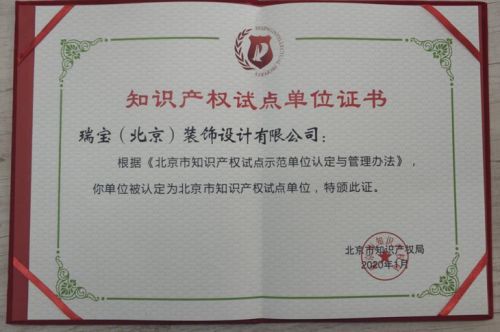 知识产权试点单位证书
瑞宝（北京）装饰设计有限公司：
根据《北京市知识产权试点示范单位认定与管理办法》，
你单位被认定为北京市知识产权试点单位，特颁此证。
北京市知识产权局
2020年1月